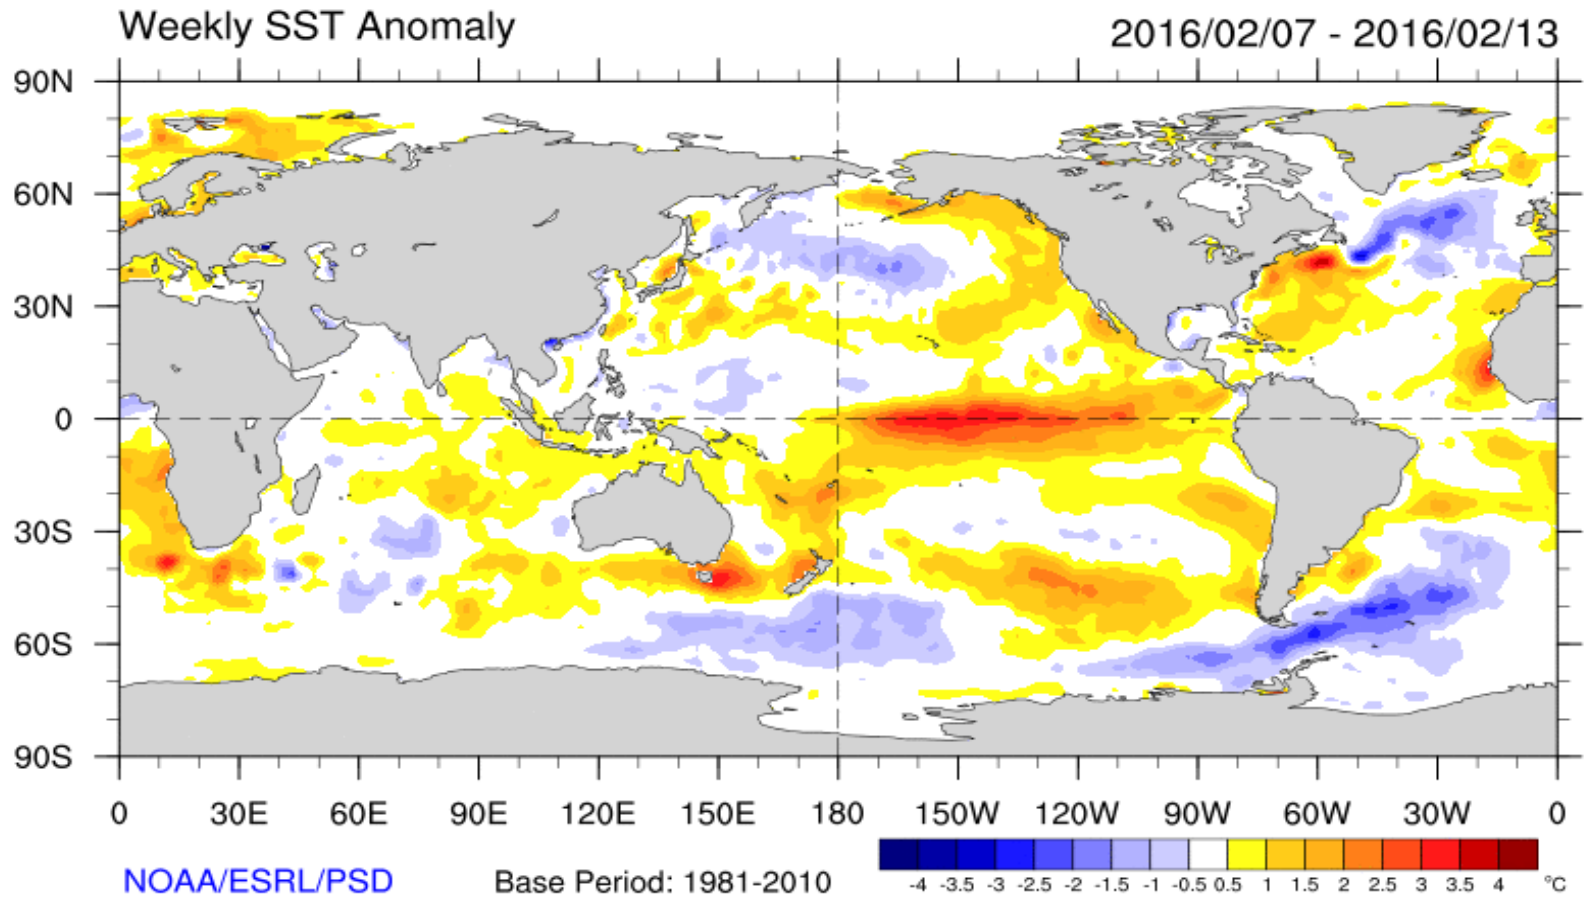 Weekly SST Anomaly 2016/02/07 - 2016/02/13
90N
60N
30N
0
30S
60S
90S
0 30E 60E 90E 120E 150E 180 150W 120W 90W 60W 30W 0
NOAA/ESRL/PSD Base Period: 1981-2010
-4 -3.5 -3 -2.5 -2 -1.5 -1 -0.5 0.5 1 1.5 2 2.5 3 3.5 4 °C